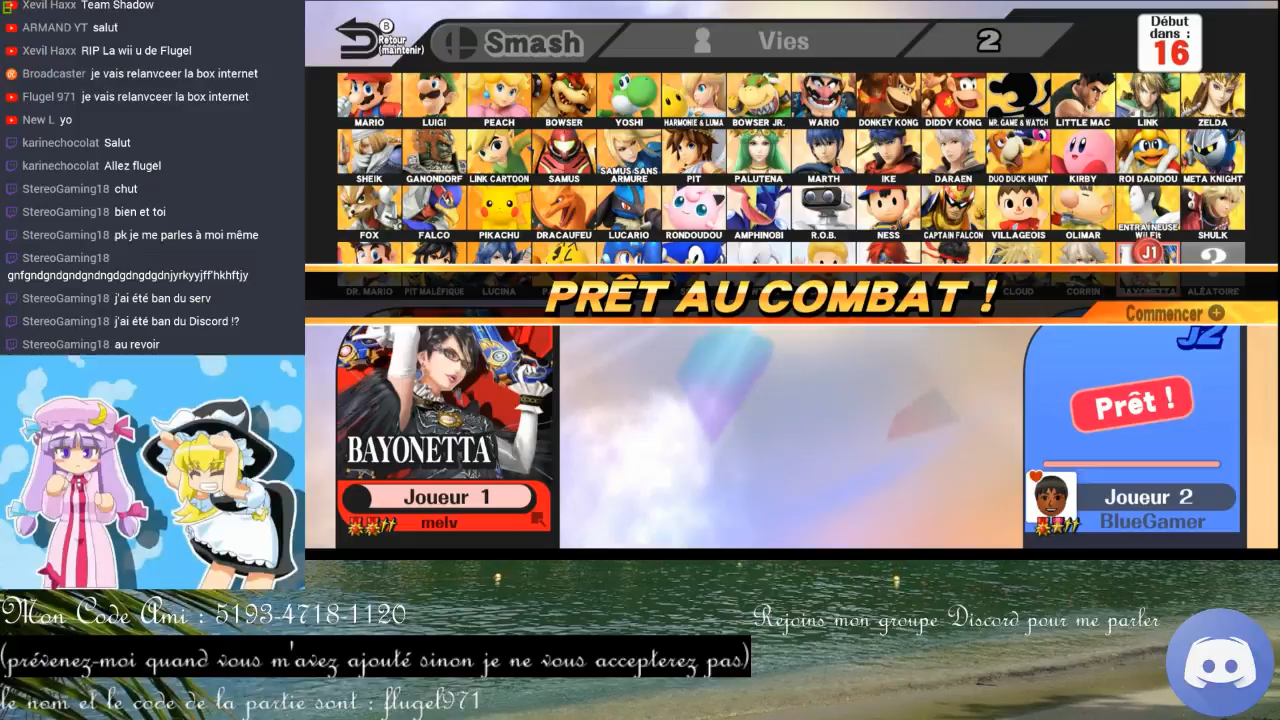 Xevil Haxx Team Shadow
ARMAND YT salut
Xevil Haxx RIP La wii u de Flugel
Broadcaster je vais relanvceer la box internet
Flugel 971 je vais relanvceer la box internet
New L yo
karinechocolat Salut
karinechocolat Allez flugel
StereoGaming18 chut
StereoGaming18 bien et toi
StereoGaming18 pk je me parles à moi même
StereoGaming18
gnfgndgndgndgndngdgdngdgdnjyrkyyjff'hkhftjy
StereoGaming18 j'ai été ban du serv
StereoGaming18 j'ai été ban du Discord !?
StereoGaming18 au revoir
B
Retour
(maintenir)
Smash
Vies
2
Début
dans :
16
MARIO LUIGI PEACH BOWSER YOSHI HARMONIE & LUMA BOWSER JR. WARIO DONKEY KONG DIDDY KONG MR. GAME & WATCH LITTLE MAC LINK ZELDA
SHEIK GANONDORF LINK CARTOON SAMUS SAMUS SANS ARMURE PIT PALUTENA MARTH IKE DARAEN DUO DUCK HUNT KIRBY ROI DADIDOU META KNIGHT
FOX FALCO PIKACHU DRACAUFEU LUCARIO RONDOUDOU AMPHINOBI R.O.B. NESS CAPTAIN FALCON VILLAGEOIS OLIMAR ENTRAÎNEUSE WiiFit SHULK
J1
?
DR. MARIO PIT MALÉFIQUE LUCINA CLOUD CORRIN BAYONETTA ALÉATOIRE
PRÊT AU COMBAT !
Commencer +
BAYONETTA
Joueur 1
melv
J2
Prêt !
Joueur 2
BlueGamer
Mon Code Ami : 5193-4718-1120
(prévenez-moi quand vous m'avez ajouté sinon je ne vous accepterez pas)
le nom et le code de la partie sont : flugel971
Rejoins mon groupe Discord pour me parler